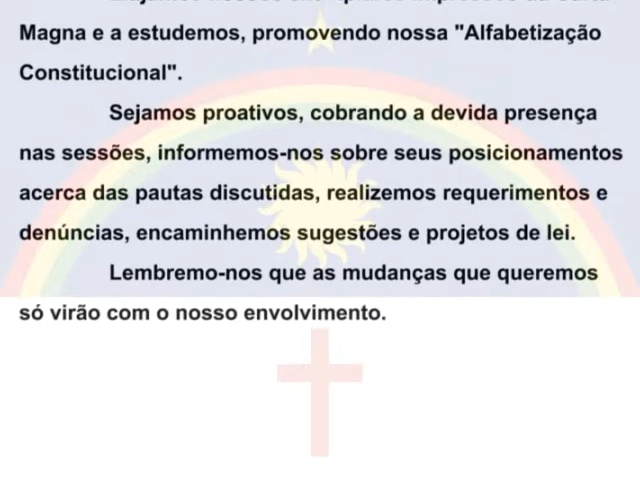 Magna e a estudemos, promovendo nossa "Alfabetização
Constitucional".
Sejamos proativos, cobrando a devida presença
nas sessões, informemo-nos sobre seus posicionamentos
acerca das pautas discutidas, realizemos requerimentos e
denúncias, encaminhemos sugestões e projetos de lei.
Lembremo-nos que as mudanças que queremos
só virão com o nosso envolvimento.